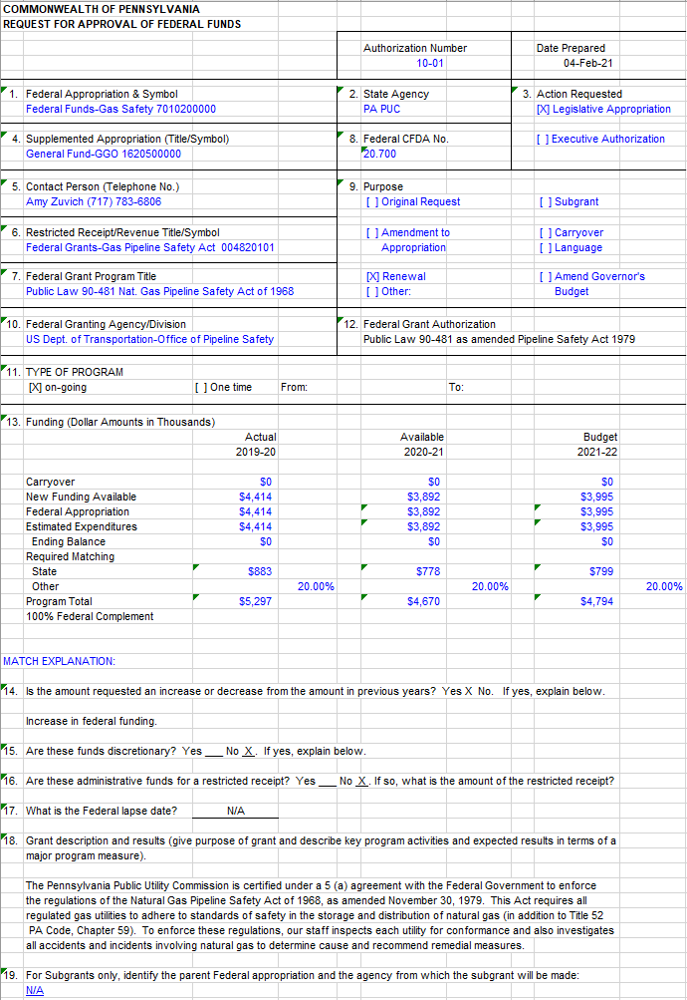 COMMONWEALTH OF PENNSYLVANIA
REQUEST FOR APPROVAL OF FEDERAL FUNDS
Authorization Number Date Prepared
10-01 04-Feb-21
1. Federal Appropriation & Symbol 2. State Agency 3. Action Requested
Federal Funds-Gas Safety 7010200000 PA PUC [X] Legislative Appropriation
4. Supplemented Appropriation (Title/Symbol) 8. Federal CFDA No. [ ] Executive Authorization
General Fund-GGO 1620500000 20.700
5. Contact Person (Telephone No.) 9. Purpose
Amy Zuvich (717) 783-6806 [ ] Original Request [ ] Subgrant
6. Restricted Receipt/Revenue Title/Symbol [ ] Amendment to [ ] Carryover
Federal Grants-Gas Pipeline Safety Act 004820101 Appropriation [ ] Language
7. Federal Grant Program Title [X] Renewal [ ] Amend Governor's
Public Law 90-481 Nat. Gas Pipeline Safety Act of 1968 [ ] Other: Budget
10. Federal Granting Agency/Division 12. Federal Grant Authorization
US Dept. of Transportation-Office of Pipeline Safety Public Law 90-481 as amended Pipeline Safety Act 1979
11. TYPE OF PROGRAM
[X] on-going [ ] One time From: To:
13. Funding (Dollar Amounts in Thousands)
Actual Available Budget
2019-20 2020-21 2021-22
Carryover $0 $0 $0
New Funding Available $4,414 $3,892 $3,995
Federal Appropriation $4,414 $3,892 $3,995
Estimated Expenditures $4,414 $3,892 $3,995
Ending Balance $0 $0 $0
Required Matching
State $883 $778 $799
Other 20.00% 20.00% 20.00%
Program Total $5,297 $4,670 $4,794
100% Federal Complement
MATCH EXPLANATION:
14. Is the amount requested an increase or decrease from the amount in previous years? Yes X No. If yes, explain below.
Increase in federal funding.
15. Are these funds discretionary? Yes ___ No X. If yes, explain below.
16. Are these administrative funds for a restricted receipt? Yes ___ No X. If so, what is the amount of the restricted receipt?
17. What is the Federal lapse date? N/A
18. Grant description and results (give purpose of grant and describe key program activities and expected results in terms of a
major program measure).
The Pennsylvania Public Utility Commission is certified under a 5 (a) agreement with the Federal Government to enforce
the regulations of the Natural Gas Pipeline Safety Act of 1968, as amended November 30, 1979. This Act requires all
regulated gas utilities to adhere to standards of safety in the storage and distribution of natural gas (in addition to Title 52
PA Code, Chapter 59). To enforce these regulations, our staff inspects each utility for conformance and also investigates
all accidents and incidents involving natural gas to determine cause and recommend remedial measures.
19. For Subgrants only, identify the parent Federal appropriation and the agency from which the subgrant will be made:
N/A